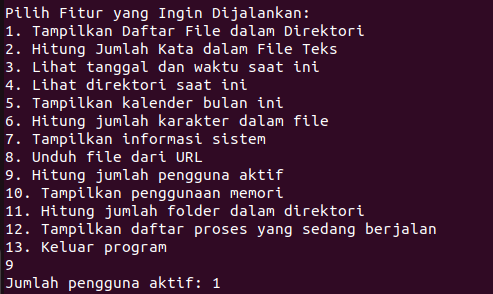 Pilih Fitur yang Ingin Dijalankan:
1. Tampilkan Daftar File dalam Direktori
2. Hitung Jumlah Kata dalam File Teks
3. Lihat tanggal dan waktu saat ini
4. Lihat direktori saat ini
5. Tampilkan kalender bulan ini
6. Hitung jumlah karakter dalam file
7. Tampilkan informasi sistem
8. Unduh file dari URL
9. Hitung jumlah pengguna aktif
10. Tampilkan penggunaan memori
11. Hitung jumlah folder dalam direktori
12. Tampilkan daftar proses yang sedang berjalan
13. Keluar program
9
Jumlah pengguna aktif: 1